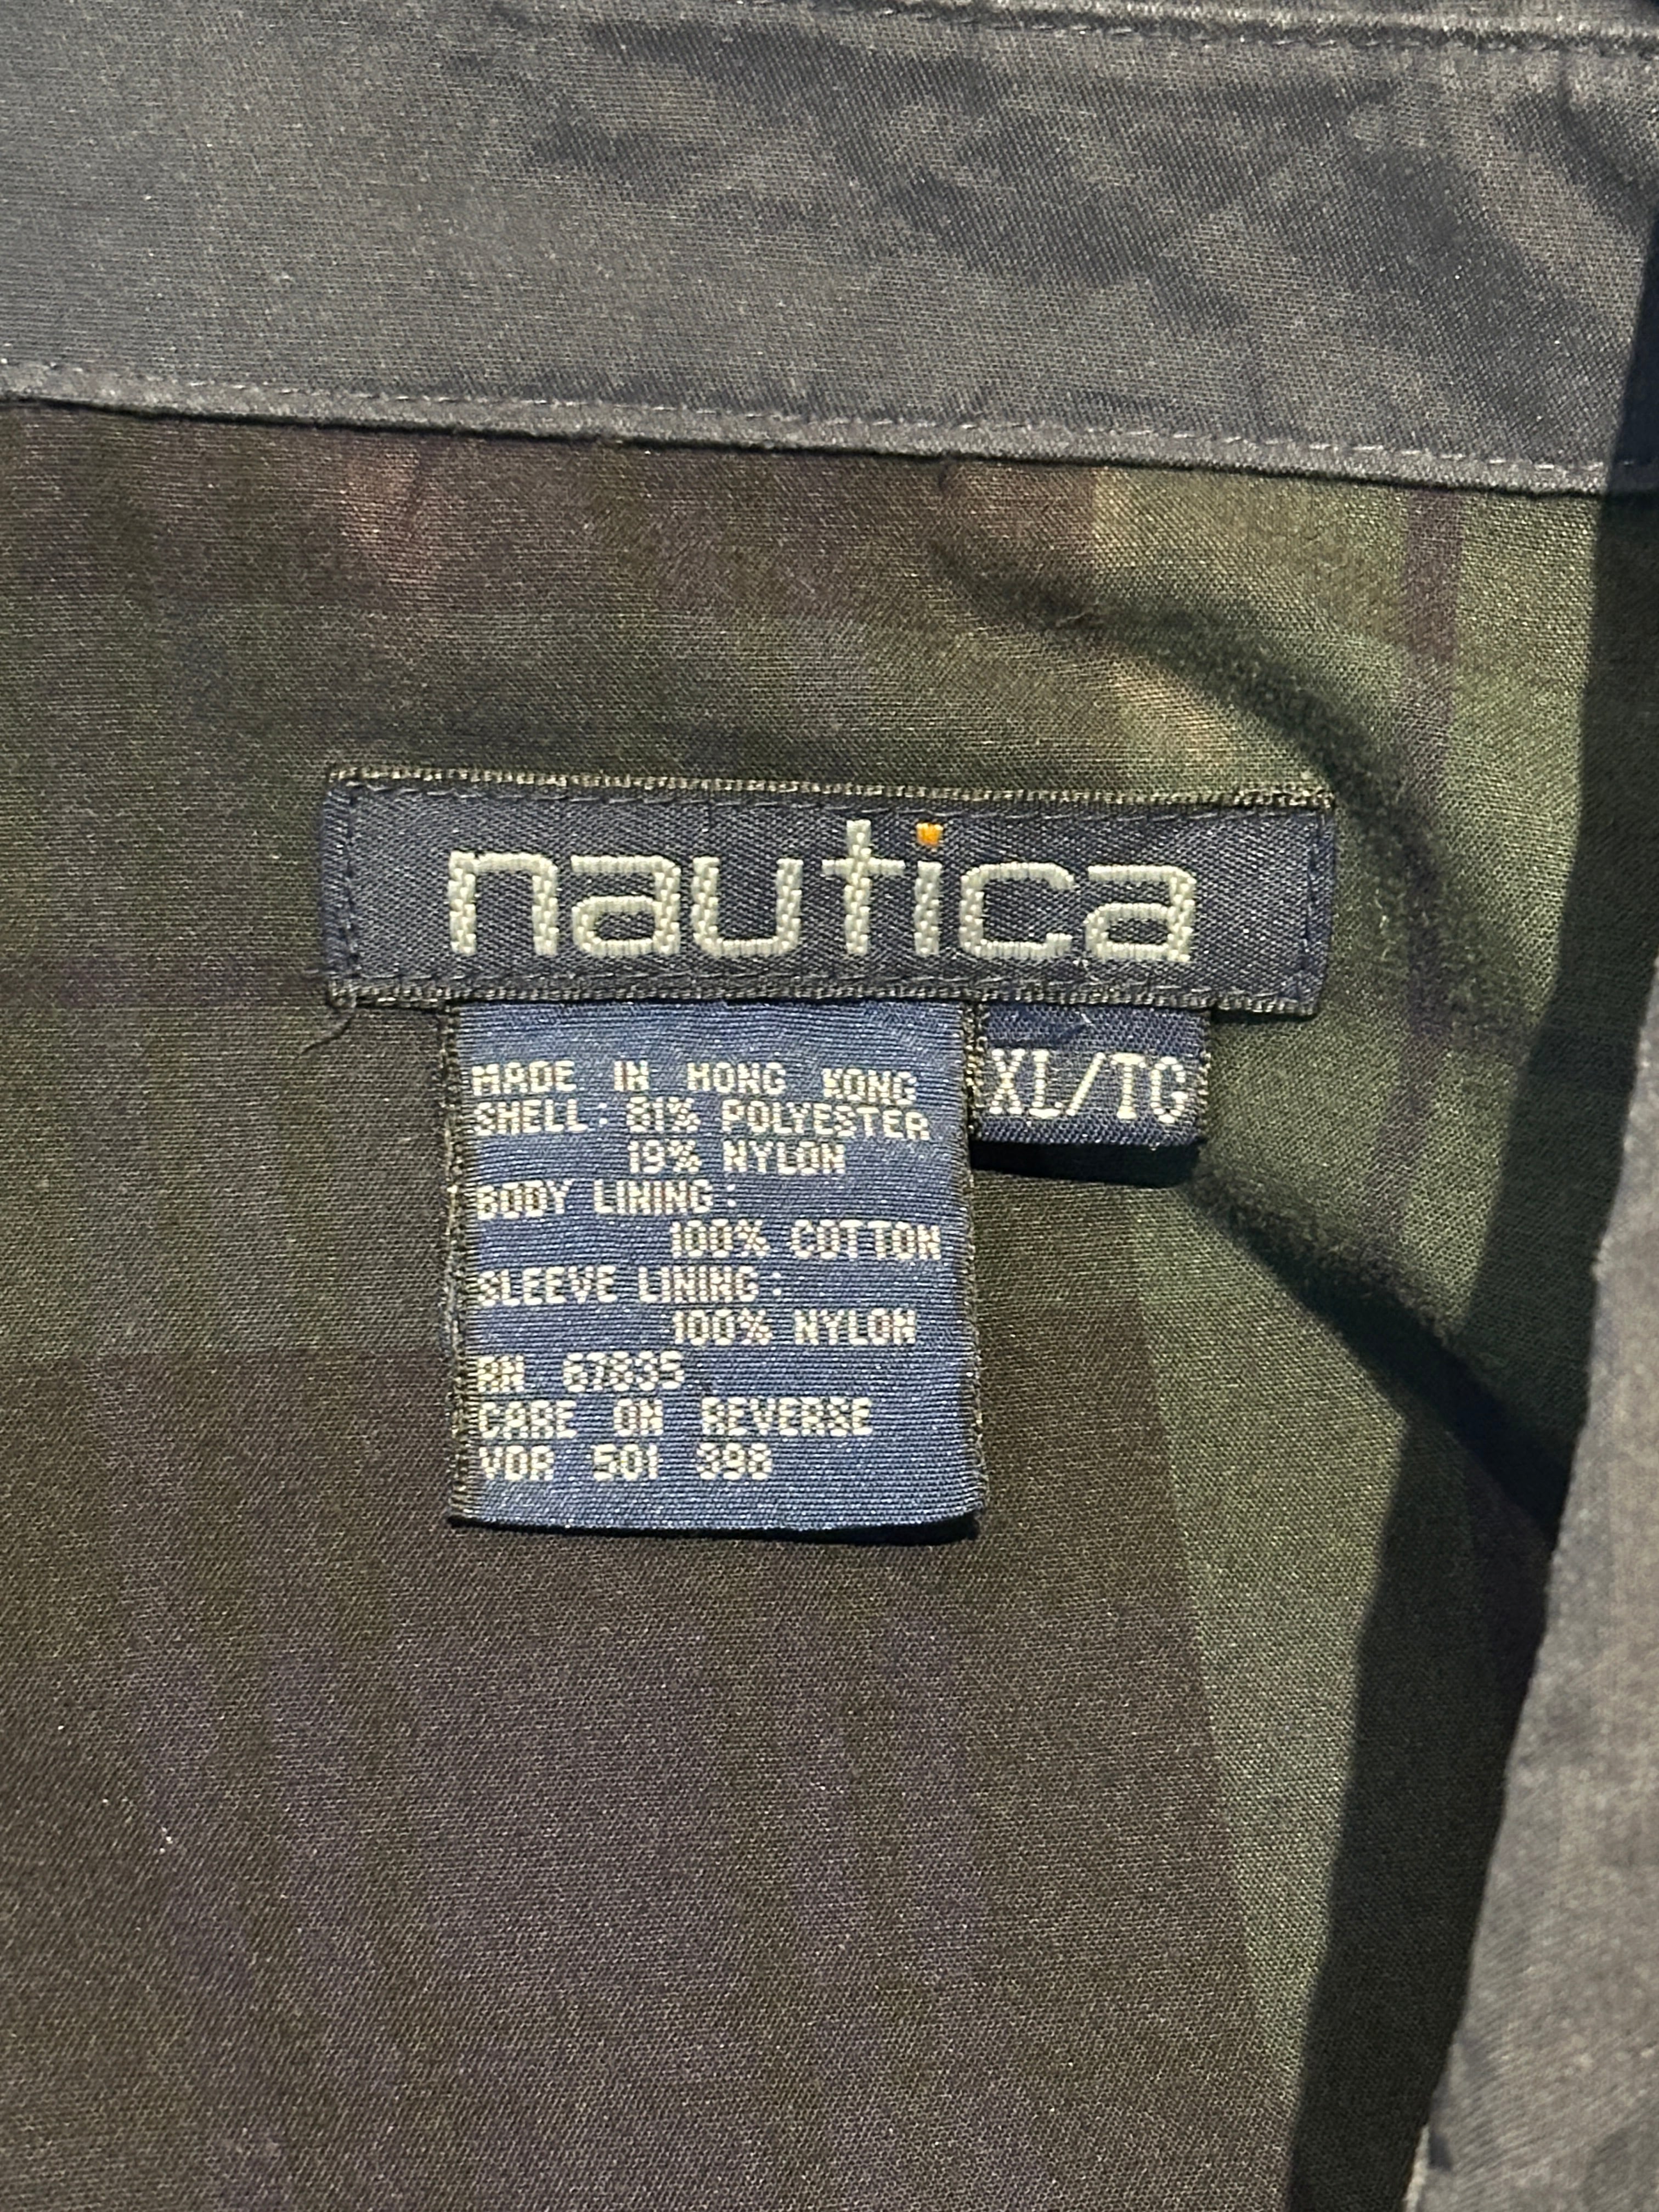 nautica
XL/TG
MADE IN HONG KONG
SHELL: 81% POLYESTER
19% NYLON
BODY LINING:
100% COTTON
SLEEVE LINING:
100% NYLON
RN 67835
CARE ON REVERSE
VDR 501 898